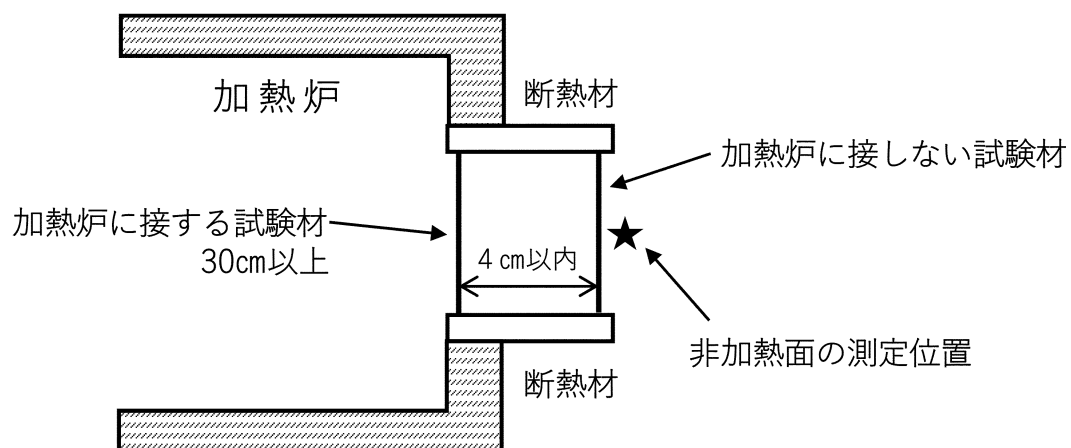 加熱炉
断熱材
加熱炉に接しない試験材
加熱炉に接する試験材
30㎝以上
4㎝以内
非加熱面の測定位置
断熱材